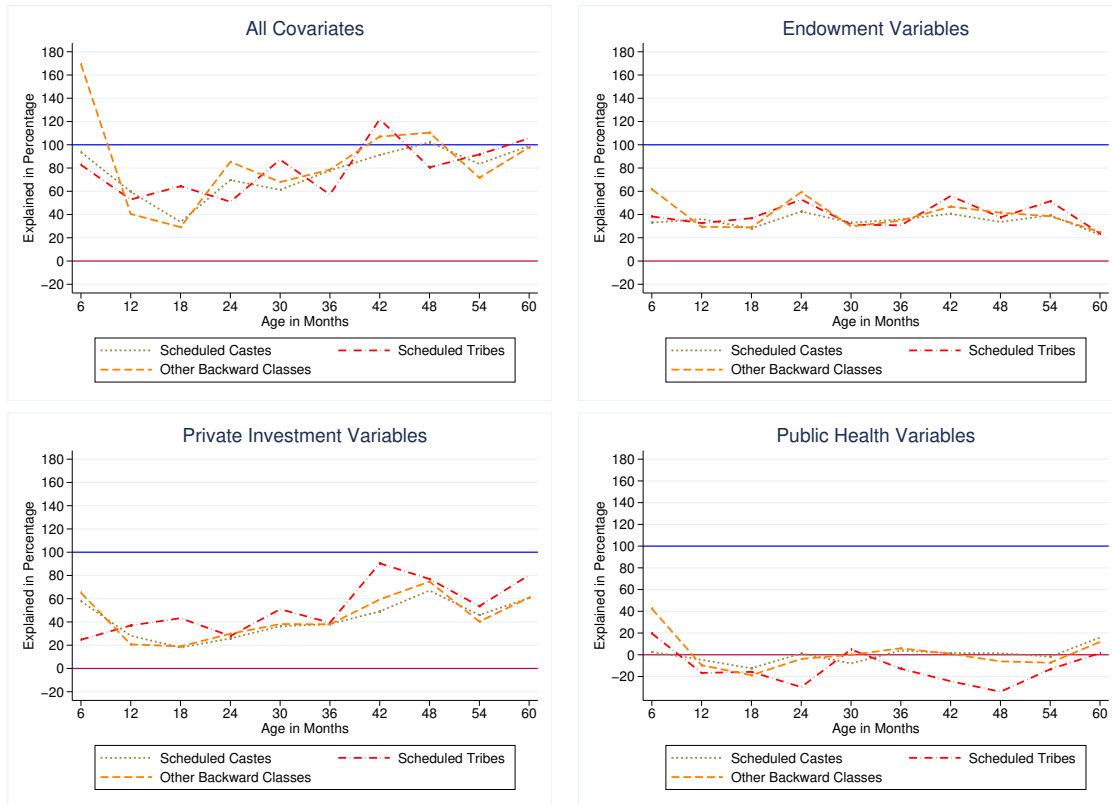 All Covariates
Explained in Percentage
180
160
140
120
100
80
60
40
20
0
−20
6 12 18 24 30 36 42 48 54 60
Age in Months
Scheduled Castes Scheduled Tribes
Other Backward Classes
Endowment Variables
Explained in Percentage
180
160
140
120
100
80
60
40
20
0
−20
6 12 18 24 30 36 42 48 54 60
Age in Months
Scheduled Castes Scheduled Tribes
Other Backward Classes
Private Investment Variables
Explained in Percentage
180
160
140
120
100
80
60
40
20
0
−20
6 12 18 24 30 36 42 48 54 60
Age in Months
Scheduled Castes Scheduled Tribes
Other Backward Classes
Public Health Variables
Explained in Percentage
180
160
140
120
100
80
60
40
20
0
−20
6 12 18 24 30 36 42 48 54 60
Age in Months
Scheduled Castes Scheduled Tribes
Other Backward Classes